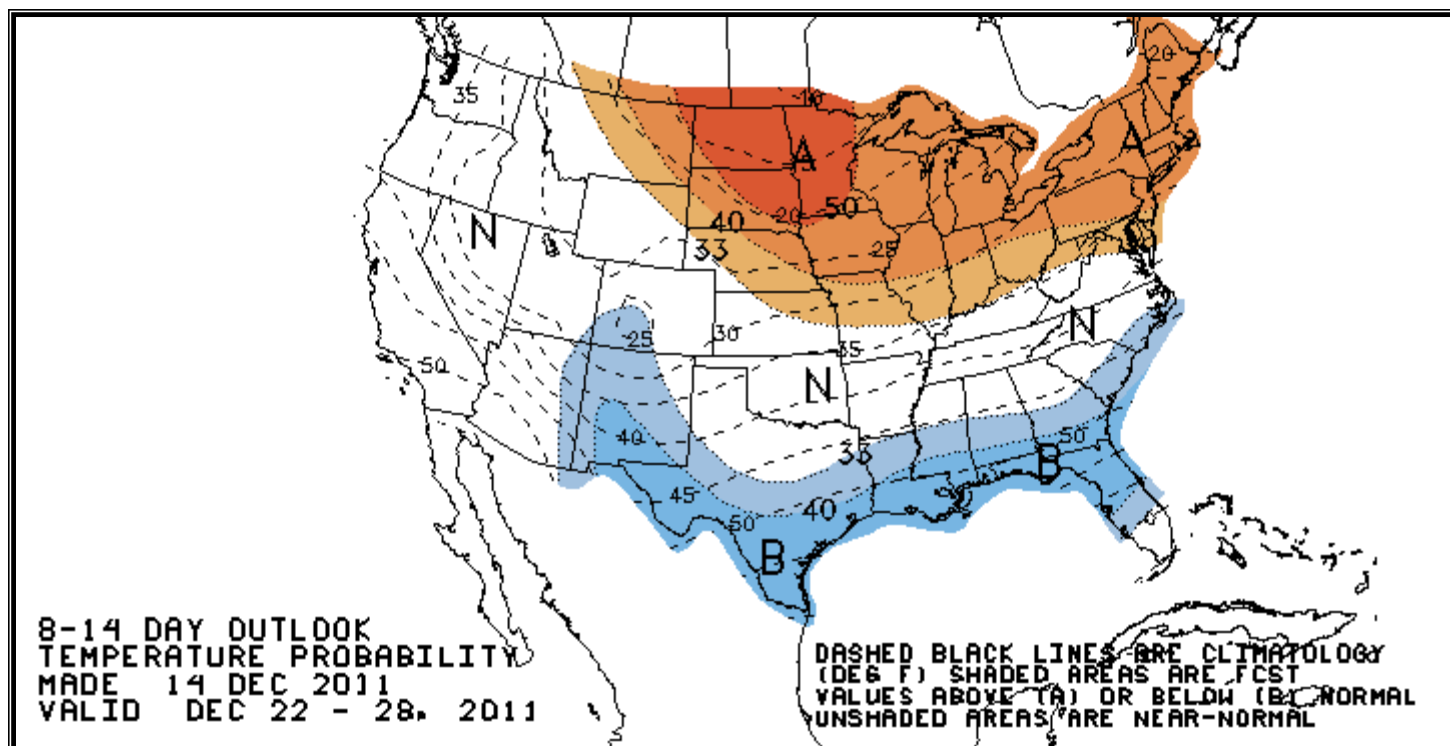 20
10
35
A
A
20
50
40
N
33
25
N
25
30
35
50
N
40
33
50
B
45
40
50
B
8-14 DAY OUTLOOK
TEMPERATURE PROBABILITY
MADE 14 DEC 2011
VALID DEC 22 - 28, 2011
DASHED BLACK LINES ARE CLIMATOLOGY
(DEG F) SHADED AREAS ARE FCST
VALUES ABOVE (A) OR BELOW (B) NORMAL
UNSHADED AREAS ARE NEAR-NORMAL